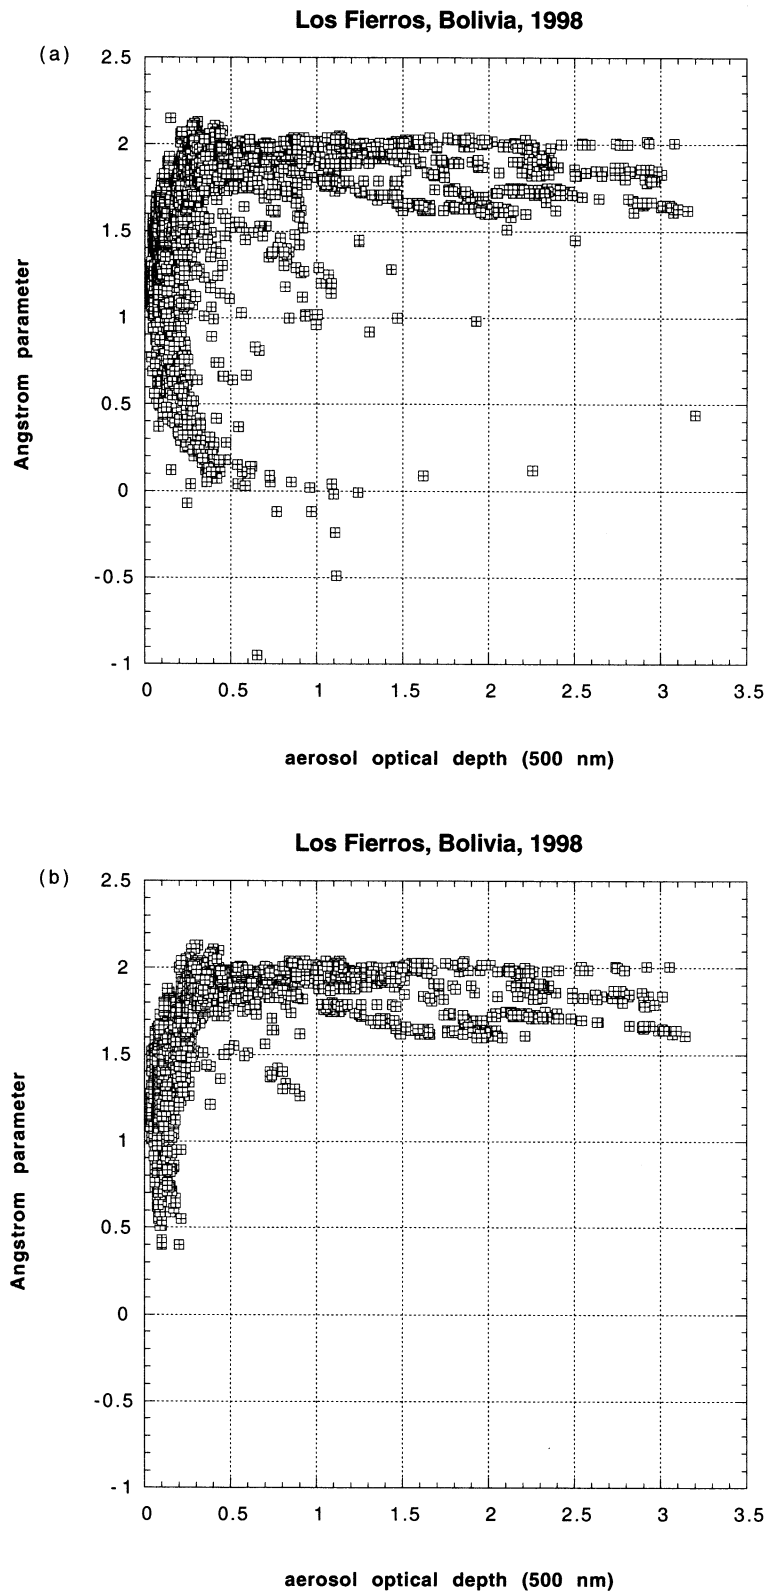 Los Fierros, Bolivia, 1998
(a)
2.5
2
1.5
1
0.5
0
-0.5
-1
Angstrom parameter
0 0.5 1 1.5 2 2.5 3 3.5
aerosol optical depth (500 nm)
Los Fierros, Bolivia, 1998
(b)
2.5
2
1.5
1
0.5
0
-0.5
-1
Angstrom parameter
0 0.5 1 1.5 2 2.5 3 3.5
aerosol optical depth (500 nm)